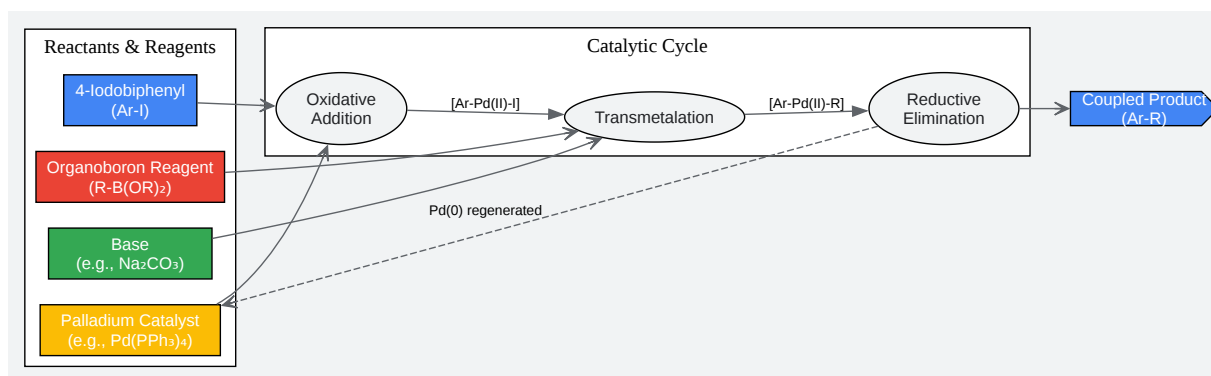 Reactants & Reagents
4-Iodobiphenyl
(Ar-I)
Organoboron Reagent
(R-B(OR)₂)
Base
(e.g., Na₂CO₃)
Palladium Catalyst
(e.g., Pd(PPh₃)₄)
Catalytic Cycle
Oxidative
Addition
[Ar-Pd(II)-I]
Transmetalation
[Ar-Pd(II)-R]
Reductive
Elimination
Pd(0) regenerated
Coupled Product
(Ar-R)